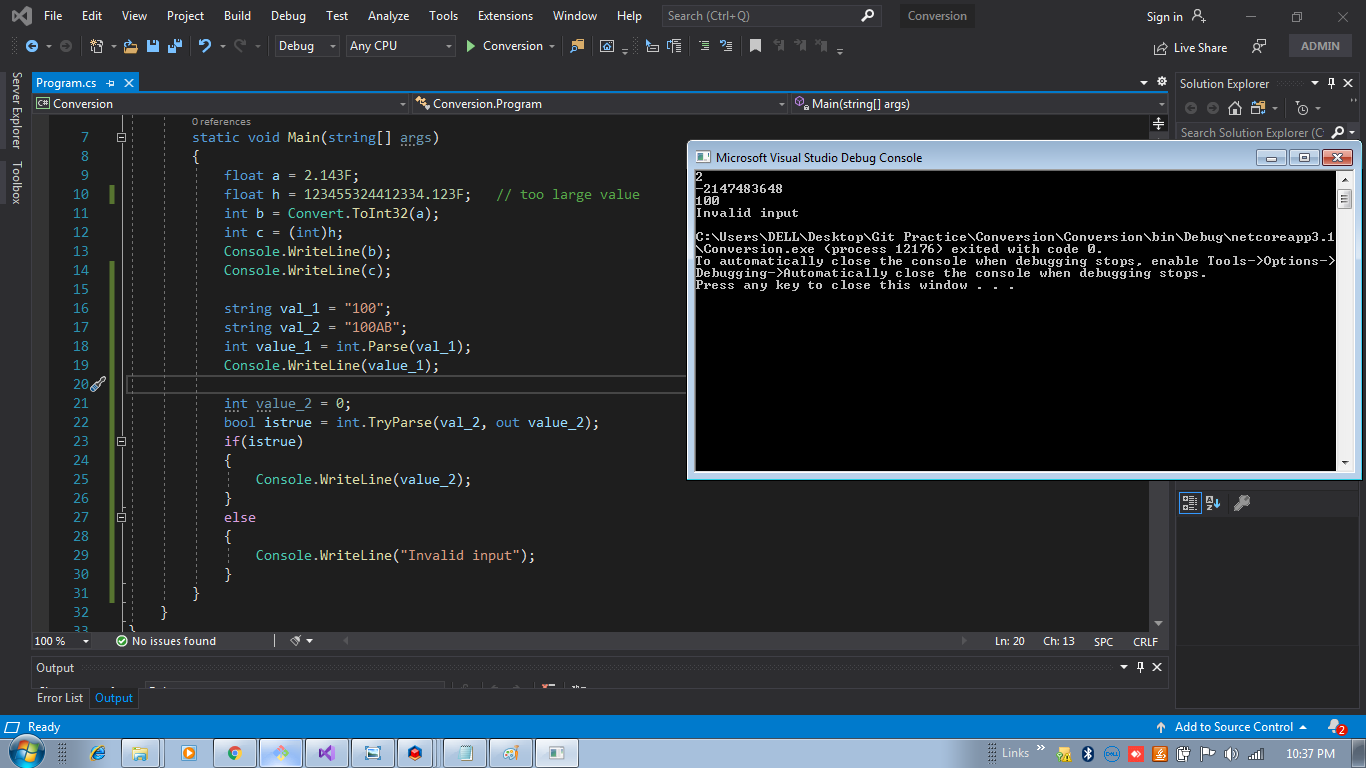 File Edit View Project Build Debug Test Analyze Tools Extensions Window Help Search (Ctrl+Q) Conversion Sign in
Debug Any CPU Conversion Live Share ADMIN
Server Explorer
Toolbox
Program.cs
Conversion Conversion.Program Main(string[] args)
0 references
7 static void Main(string[] args)
8 {
9 float a = 2.143F;
10 float h = 123455324412334.123F; // too large value
11 int b = Convert.ToInt32(a);
12 int c = (int)h;
13 Console.WriteLine(b);
14 Console.WriteLine(c);
15
16 string val_1 = "100";
17 string val_2 = "100AB";
18 int value_1 = int.Parse(val_1);
19 Console.WriteLine(value_1);
20
21 int value_2 = 0;
22 bool istrue = int.TryParse(val_2, out value_2);
23 if(istrue)
24 {
25 Console.WriteLine(value_2);
26 }
27 else
28 {
29 Console.WriteLine("Invalid input");
30 }
31 }
32 }
33 }
100 % No issues found Ln: 20 Ch: 13 SPC CRLF
Output
Error List Output
Solution Explorer
Search Solution Explorer (C
Microsoft Visual Studio Debug Console
2
-2147483648
100
Invalid input
C:\Users\DELL\Desktop\Git Practice\Conversion\Conversion\bin\Debug\netcoreapp3.1
\Conversion.exe (process 12176) exited with code 0.
To automatically close the console when debugging stops, enable Tools->Options->
Debugging->Automatically close the console when debugging stops.
Press any key to close this window . . .
Ready Add to Source Control 2
Links » 10:37 PM